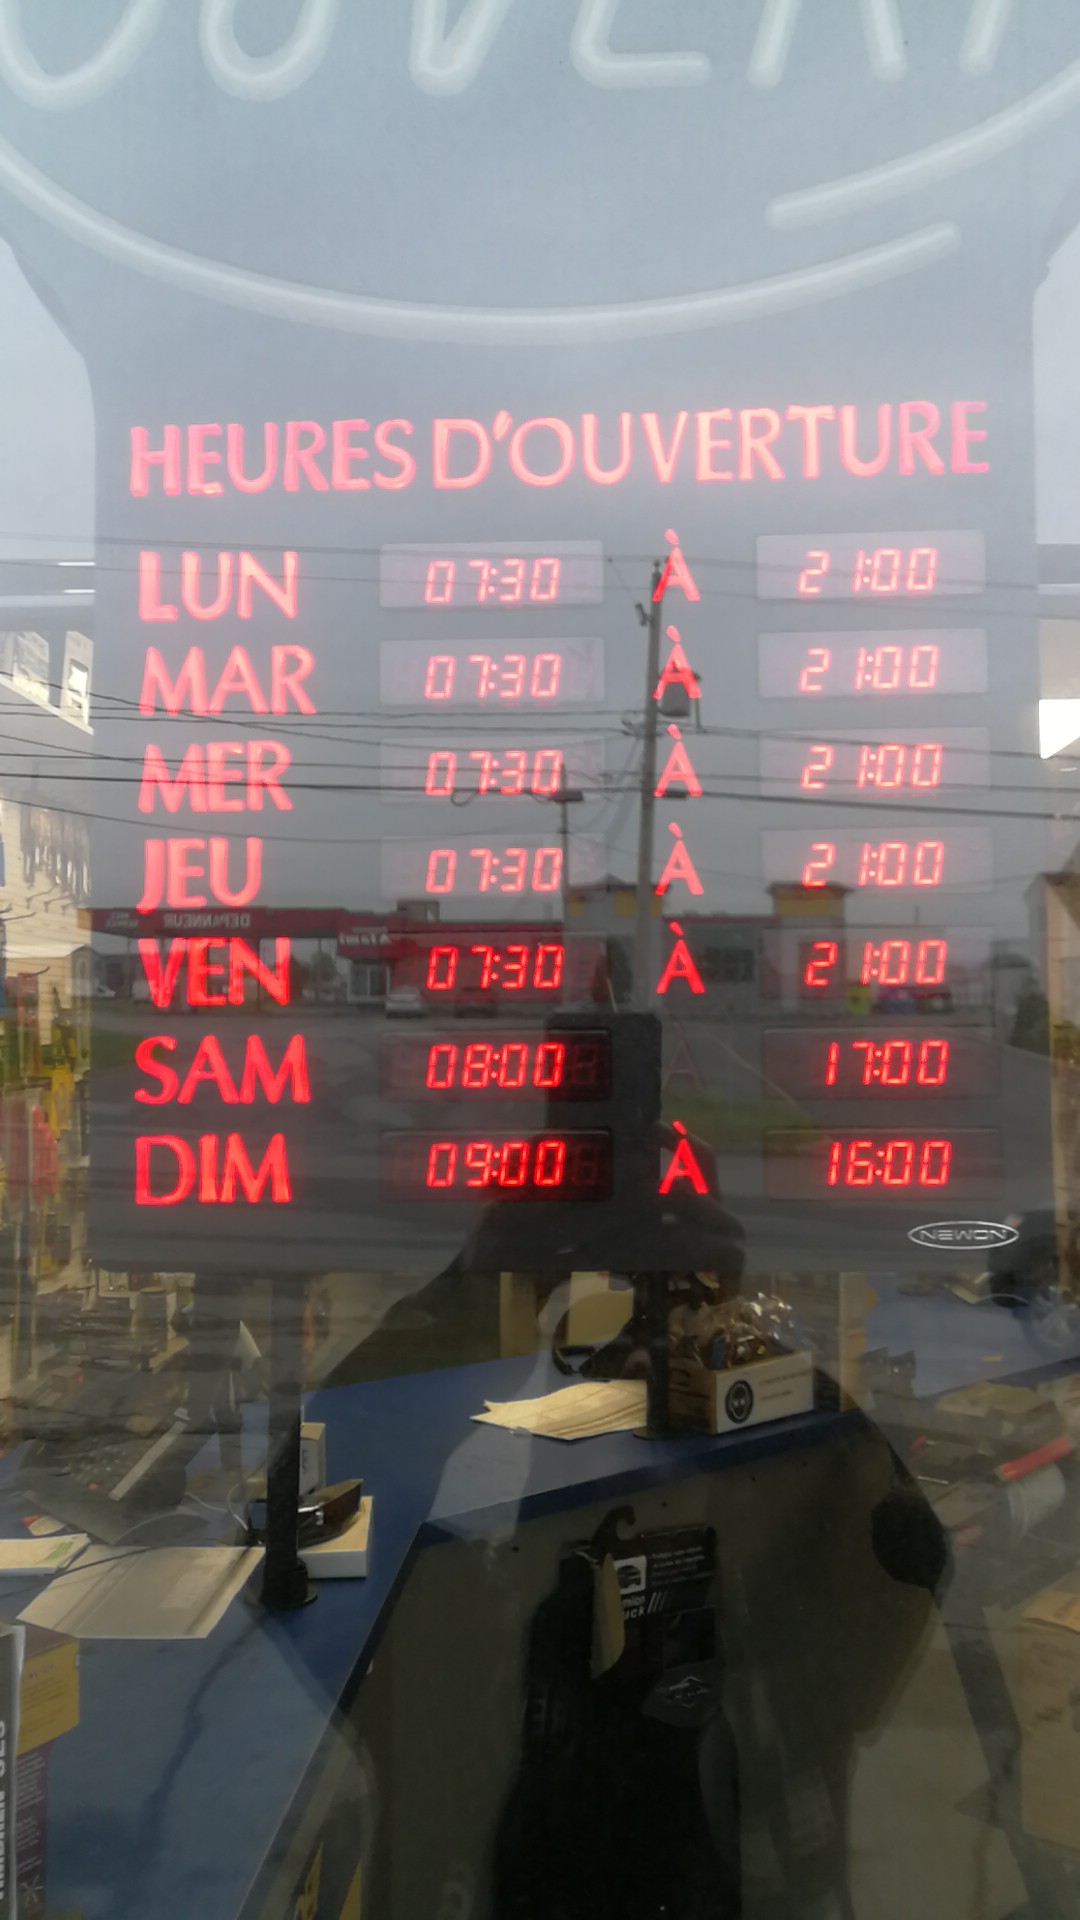 OUVERT
HEURES D'OUVERTURE
LUN 07:30 À 21:00
MAR 07:30 À 21:00
MER 07:30 À 21:00
JEU 07:30 À 21:00
VEN 07:30 À 21:00
SAM 08:00 À 17:00
DIM 09:00 À 16:00
NEWON
DEPANNEUR